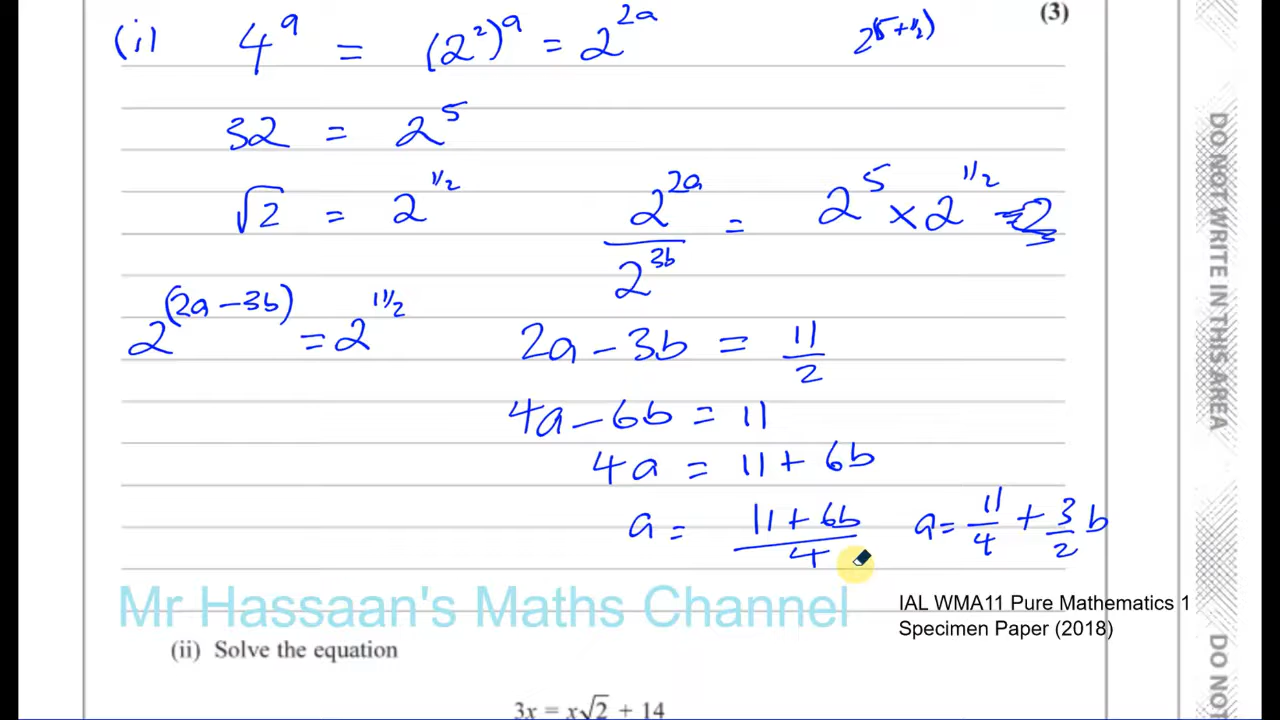 (3)
(i) 4^a = (2^2)^a = 2^{2a}
2^{(5+1/2)}
32 = 2^5
√2 = 2^{1/2}
2^{2a}/2^{3b} = 2^5 × 2^{1/2}
2^{(2a-3b)} = 2^{11/2}
2a - 3b = 11/2
4a - 6b = 11
4a = 11 + 6b
a = (11 + 6b)/4
a = 11/4 + 3/2 b
Mr Hassaan's Maths Channel
IAL WMA11 Pure Mathematics 1
Specimen Paper (2018)
(ii) Solve the equation
3x = x√2 + 14
DO NOT WRITE IN THIS AREA
DO NOT